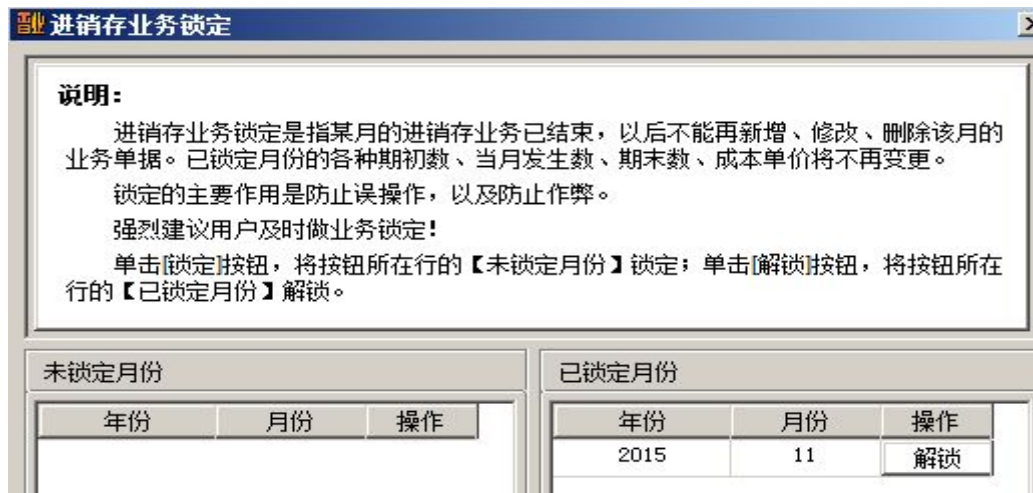 进销存业务锁定
说明:
进销存业务锁定是指某月的进销存业务已结束，以后不能再新增、修改、删除该月的
业务单据。已锁定月份的各种期初数、当月发生数、期末数、成本单价将不再变更。
锁定的主要作用是防止误操作，以及防止作弊。
强烈建议用户及时做业务锁定!
单击[锁定]按钮，将按钮所在行的【未锁定月份】锁定；单击[解锁]按钮，将按钮所在
行的【已锁定月份】解锁。
未锁定月份 已锁定月份
年份 月份 操作 年份 月份 操作
2015 11 解锁